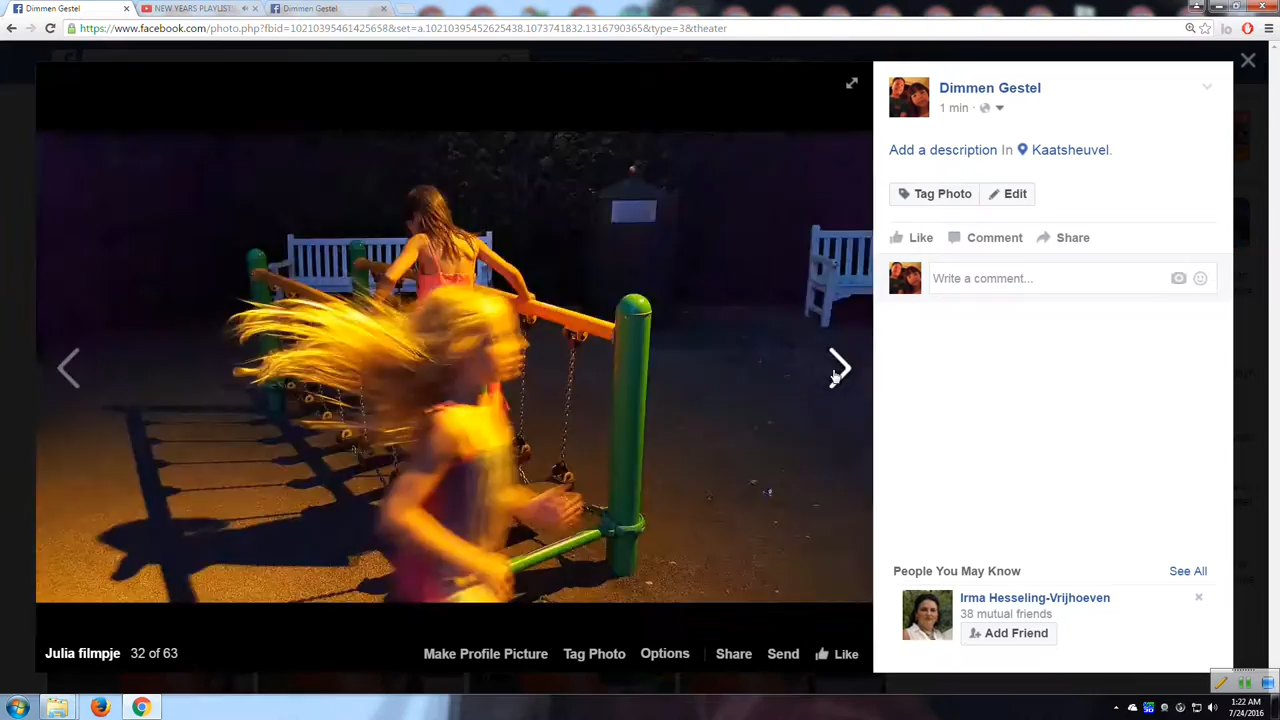 Dimmen Gestel
NEW YEARS PLAYLIST
Dimmen Gestel
https://www.facebook.com/photo.php?fbid=10210395461425658&set=a.10210395452625438.1073741832.1316790365&type=3&theater
Dimmen Gestel
1 min
Add a description In Kaatsheuvel.
Tag Photo Edit
Like Comment Share
Write a comment...
People You May Know See All
Irma Hesseling-Vrijhoeven
38 mutual friends
Add Friend
Julia filmpje 32 of 63 Make Profile Picture Tag Photo Options Share Send Like
1:22 AM
7/24/2016